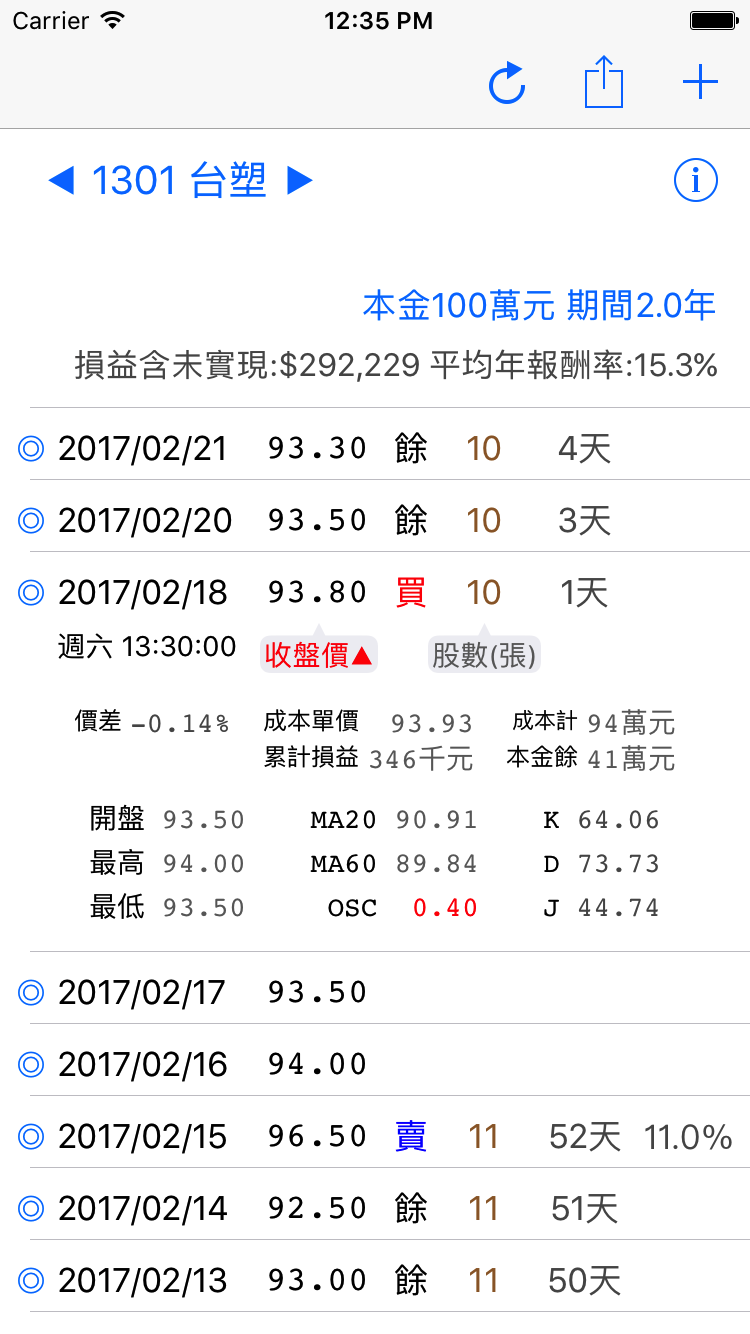 Carrier 12:35 PM
◀ 1301 台塑 ▶
本金100萬元 期間2.0年
損益含未實現:$292,229 平均年報酬率:15.3%
◎ 2017/02/21 93.30 餘 10 4天
◎ 2017/02/20 93.50 餘 10 3天
◎ 2017/02/18 93.80 買 10 1天
週六 13:30:00 收盤價▲ 股數(張)
價差 -0.14% 成本單價 93.93 成本計 94萬元
累計損益 346千元 本金餘 41萬元
開盤 93.50 MA20 90.91 K 64.06
最高 94.00 MA60 89.84 D 73.73
最低 93.50 OSC 0.40 J 44.74
◎ 2017/02/17 93.50
◎ 2017/02/16 94.00
◎ 2017/02/15 96.50 賣 11 52天 11.0%
◎ 2017/02/14 92.50 餘 11 51天
◎ 2017/02/13 93.00 餘 11 50天